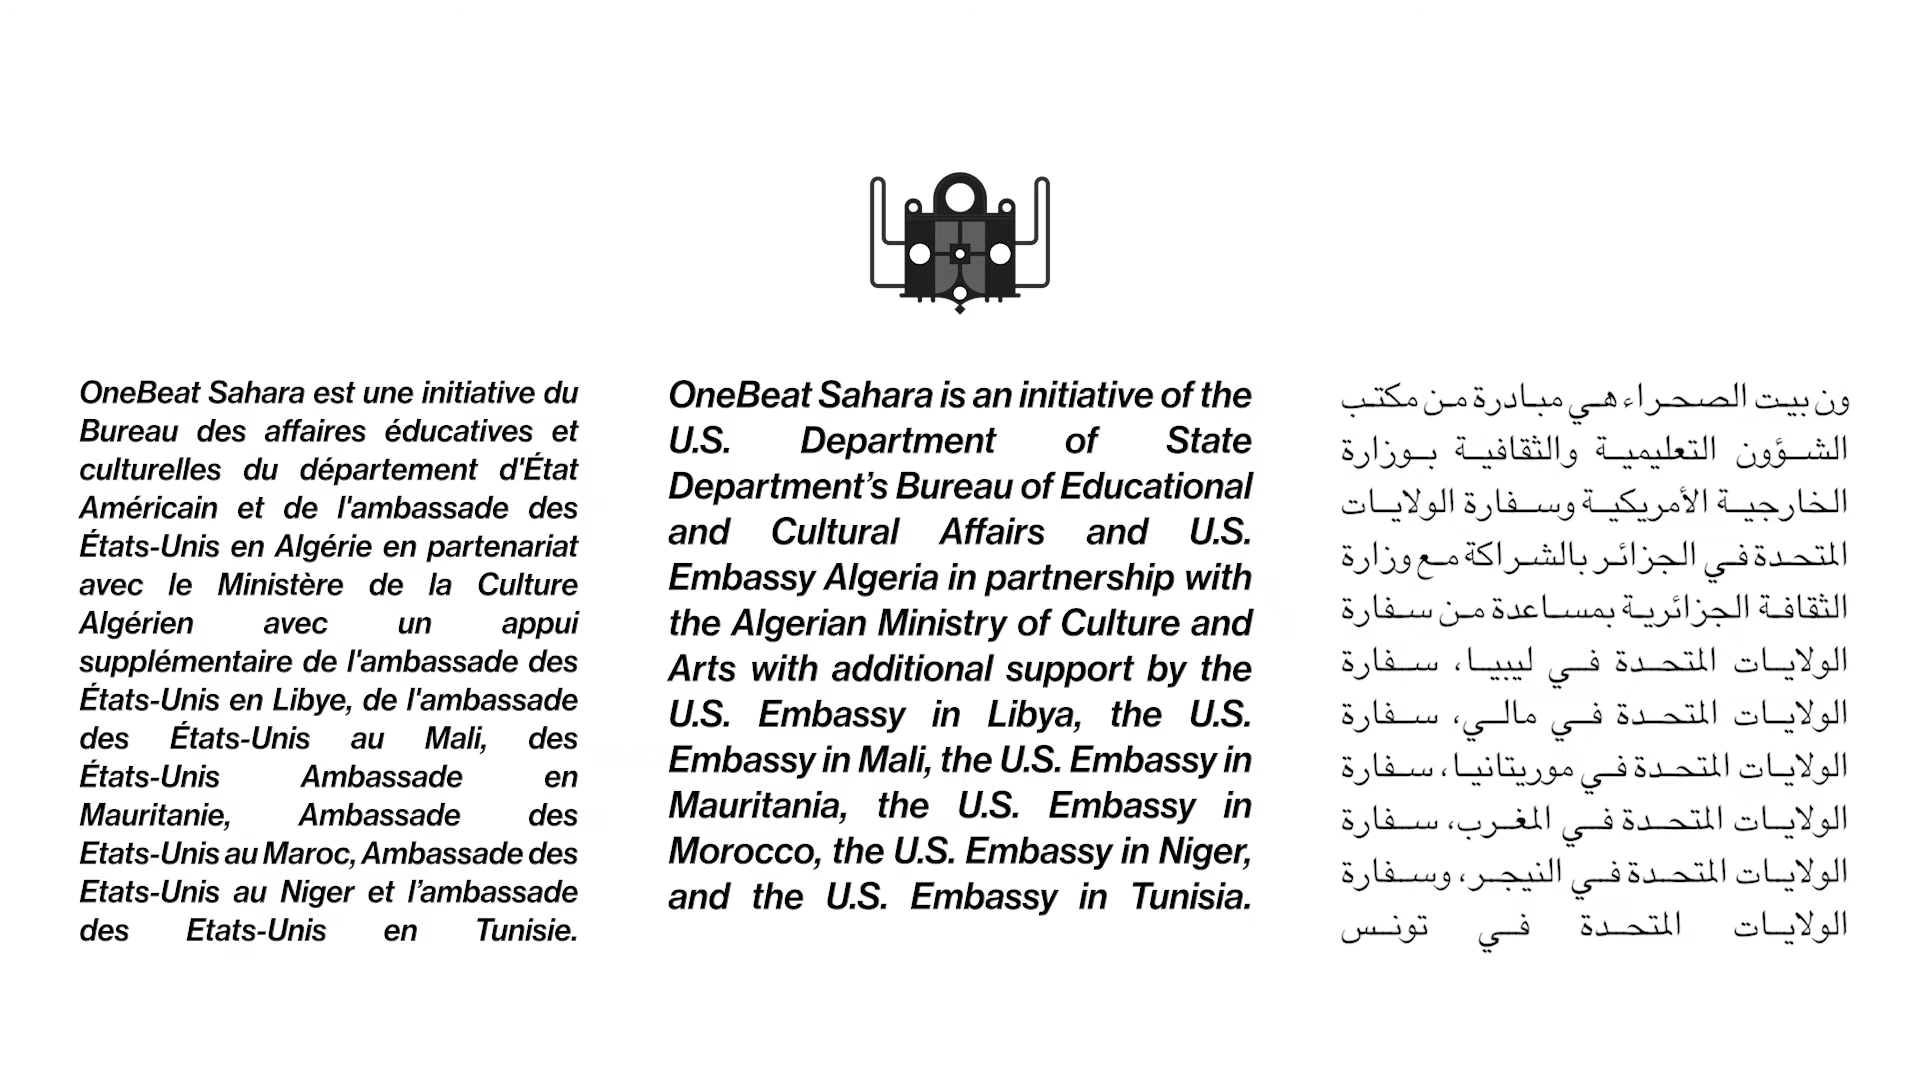 OneBeat Sahara est une initiative du
Bureau des affaires éducatives et
culturelles du département d'État
Américain et de l'ambassade des
États-Unis en Algérie en partenariat
avec le Ministère de la Culture
Algérien avec un appui
supplémentaire de l'ambassade des
États-Unis en Libye, de l'ambassade
des États-Unis au Mali, des
États-Unis Ambassade en
Mauritanie, Ambassade des
Etats-Unis au Maroc, Ambassade des
Etats-Unis au Niger et l’ambassade
des Etats-Unis en Tunisie.
OneBeat Sahara is an initiative of the
U.S. Department of State
Department’s Bureau of Educational
and Cultural Affairs and U.S.
Embassy Algeria in partnership with
the Algerian Ministry of Culture and
Arts with additional support by the
U.S. Embassy in Libya, the U.S.
Embassy in Mali, the U.S. Embassy in
Mauritania, the U.S. Embassy in
Morocco, the U.S. Embassy in Niger,
and the U.S. Embassy in Tunisia.
ون بيت الصحراء هي مبادرة من مكتب
الشؤون التعليمية والثقافية بوزارة
الخارجية الأمريكية وسفارة الولايات
المتحدة في الجزائر بالشراكة مع وزارة
الثقافة الجزائرية بمساعدة من سفارة
الولايات المتحدة في ليبيا، سفارة
الولايات المتحدة في مالي، سفارة
الولايات المتحدة في موريتانيا، سفارة
الولايات المتحدة في المغرب، سفارة
الولايات المتحدة في النيجر، وسفارة
الولايات المتحدة في تونس